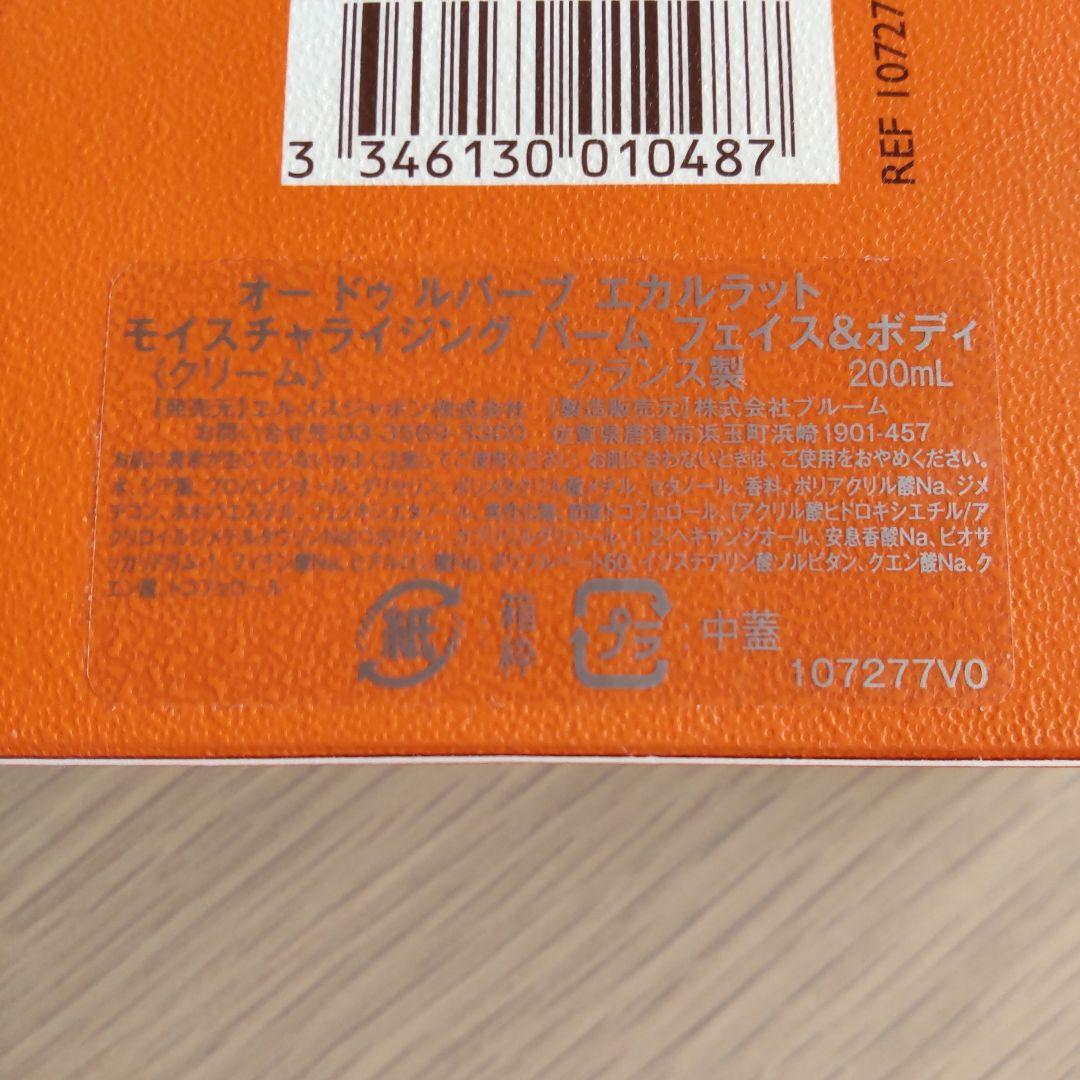 3 346130 010487
REF 10727
オー ドゥ ルバーブ エカルラット
モイスチャライジング バーム フェイス&ボディ
(クリーム) フランス製 200mL
[発売元]エルメスジャポン株式会社 [製造販売元]株式会社ブルーム
お問い合せ先:03-3569-3300 佐賀県唐津市浜玉町浜崎1901-457
お肌に異常が生じていないかよく注意してご使用ください。お肌に合わないときは、ご使用をおやめください。
水、シア脂、プロパンジオール、グリセリン、ポリメタクリル酸メチル、セタノール、香料、ポリアクリル酸Na、ジメ
チコン、ホホバエステル、フェノキシエタノール、酢酸トコフェロール、(アクリル酸ヒドロキシエチル/ア
クリロイルジメチルタウリンNa)コポリマー、カプリリルグリコール、1,2-ヘキサンジオール、安息香酸Na、ビオサ
ッカリドガム-1、フィチン酸Na、ヒアルロン酸Na、ポリソルベート60、イソステアリン酸ソルビタン、クエン酸Na、ク
エン酸、トコフェロール
紙:箱 枠 プラ:中蓋
107277V0